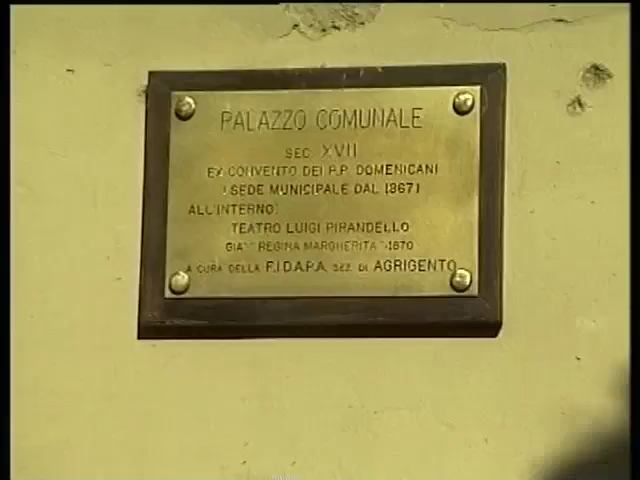 PALAZZO COMUNALE
SEC. XVII
EX CONVENTO DEI P.P. DOMENICANI
(SEDE MUNICIPALE DAL 1867)
ALL'INTERNO:
TEATRO LUIGI PIRANDELLO
GIA' "REGINA MARGHERITA" 1870
A CURA DELLA F.I.D.A.P.A. SEZ. DI AGRIGENTO